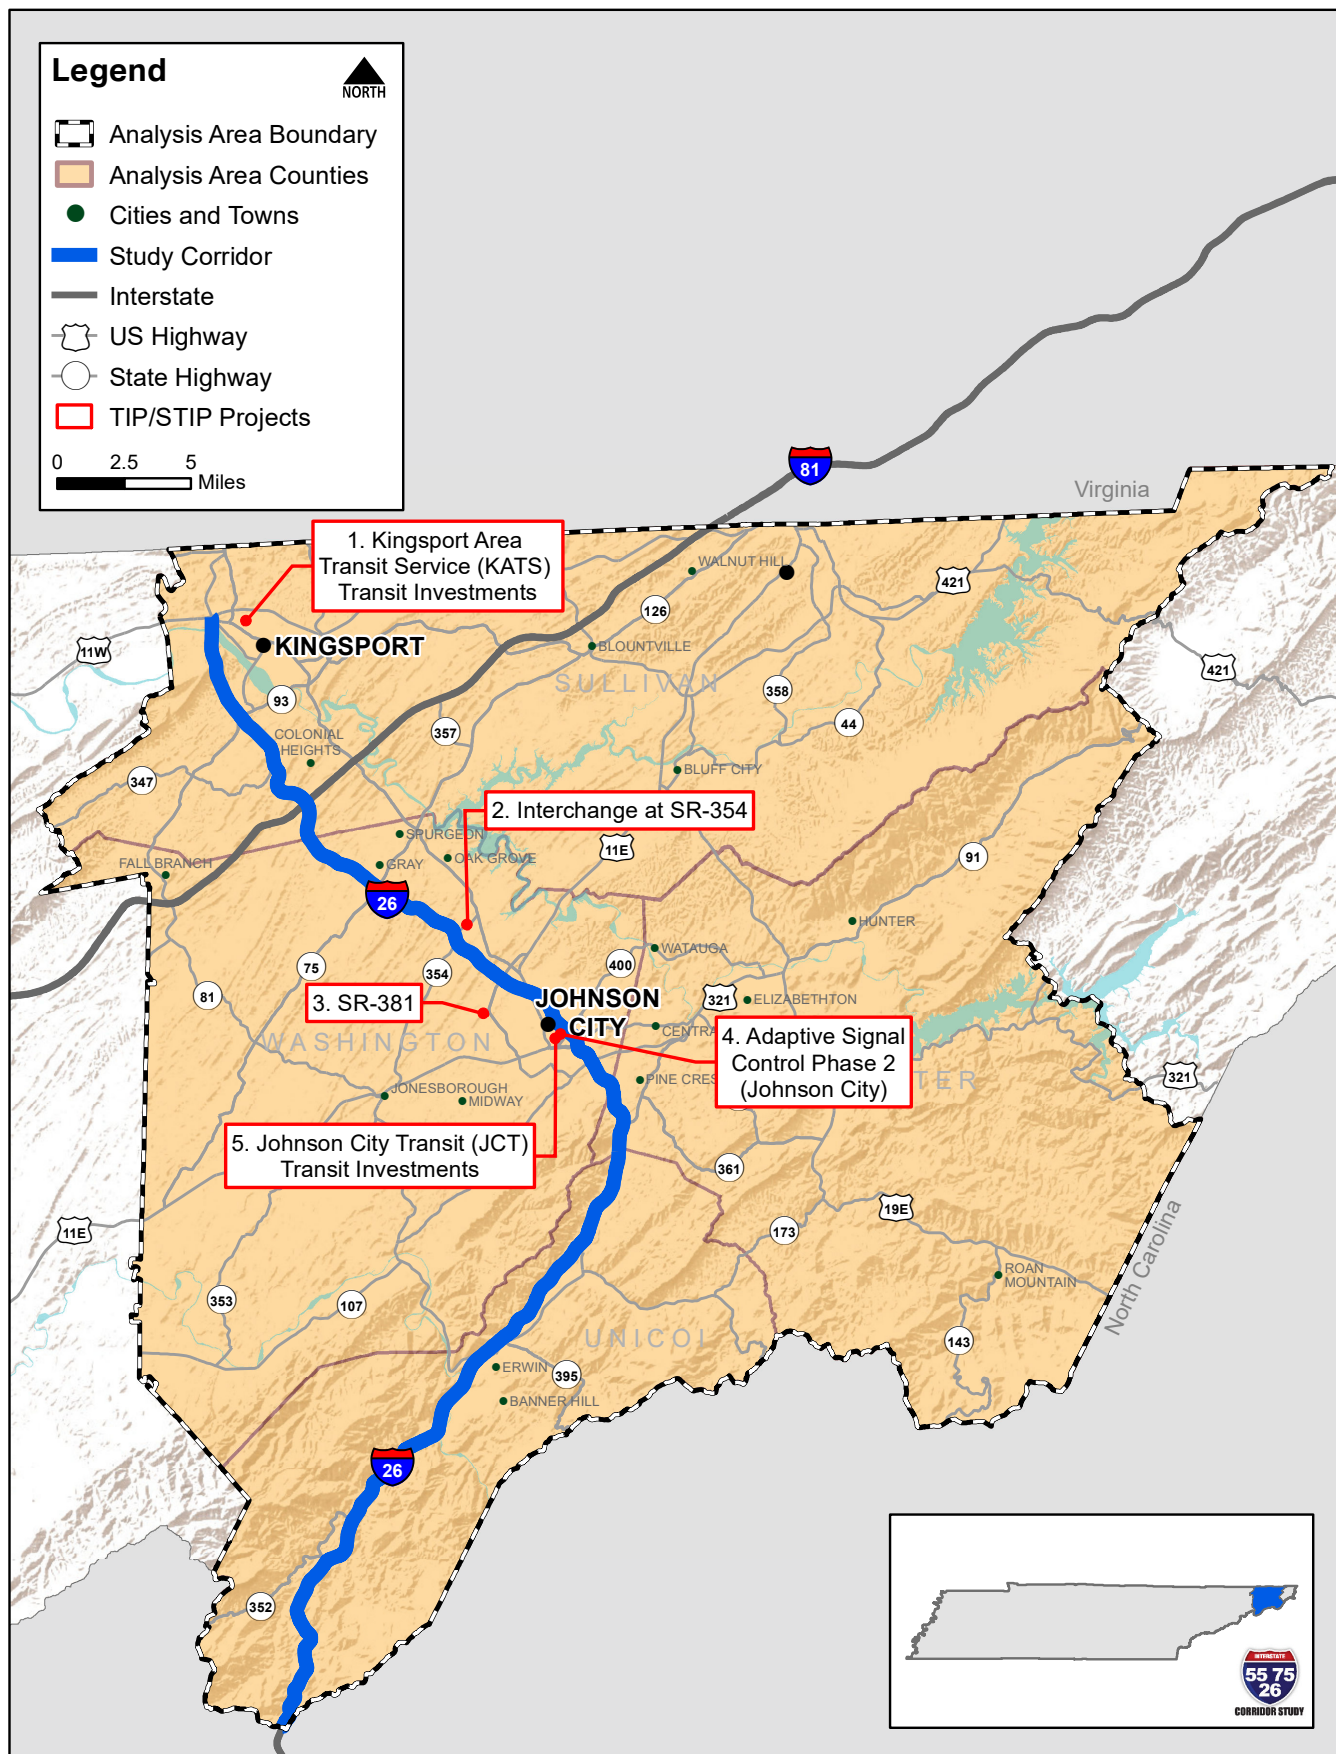 Legend
NORTH
Analysis Area Boundary
Analysis Area Counties
Cities and Towns
Study Corridor
Interstate
US Highway
State Highway
TIP/STIP Projects
0 2.5 5
Miles
81
Virginia
1. Kingsport Area
Transit Service (KATS)
Transit Investments
WALNUT HILL
421
126
11W
KINGSPORT
BLOUNTVILLE
421
SULLIVAN
93
358
44
357
COLONIAL
HEIGHTS
BLUFF CITY
347
2. Interchange at SR-354
SPURGEON
11E
91
FALL BRANCH
GRAY
OAK GROVE
26
HUNTER
WATAUGA
75
354
400
81
3. SR-381
JOHNSON
CITY
321
ELIZABETHTON
CENTRA
WASHINGTON
4. Adaptive Signal
Control Phase 2
(Johnson City)
PINE CRES
TER
321
JONESBOROUGH
MIDWAY
5. Johnson City Transit (JCT)
Transit Investments
361
11E
19E
173
ROAN
MOUNTAIN
North Carolina
353
107
UNICOI
143
ERWIN
395
BANNER HILL
26
352
INTERSTATE
55 75
26
CORRIDOR STUDY